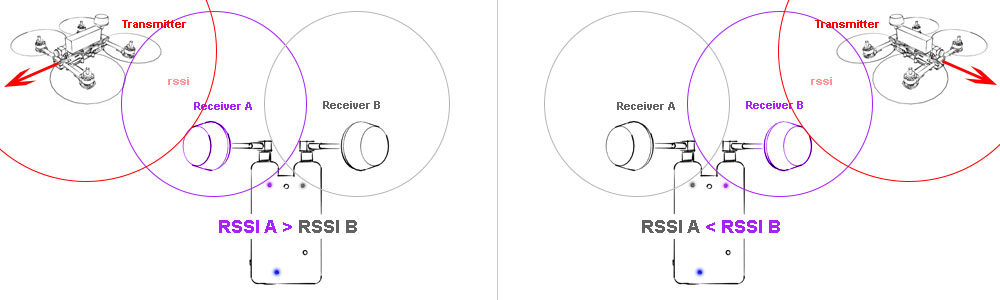 Transmitter
rssi
Receiver A
Receiver B
RSSI A > RSSI B
Transmitter
rssi
Receiver A
Receiver B
RSSI A < RSSI B